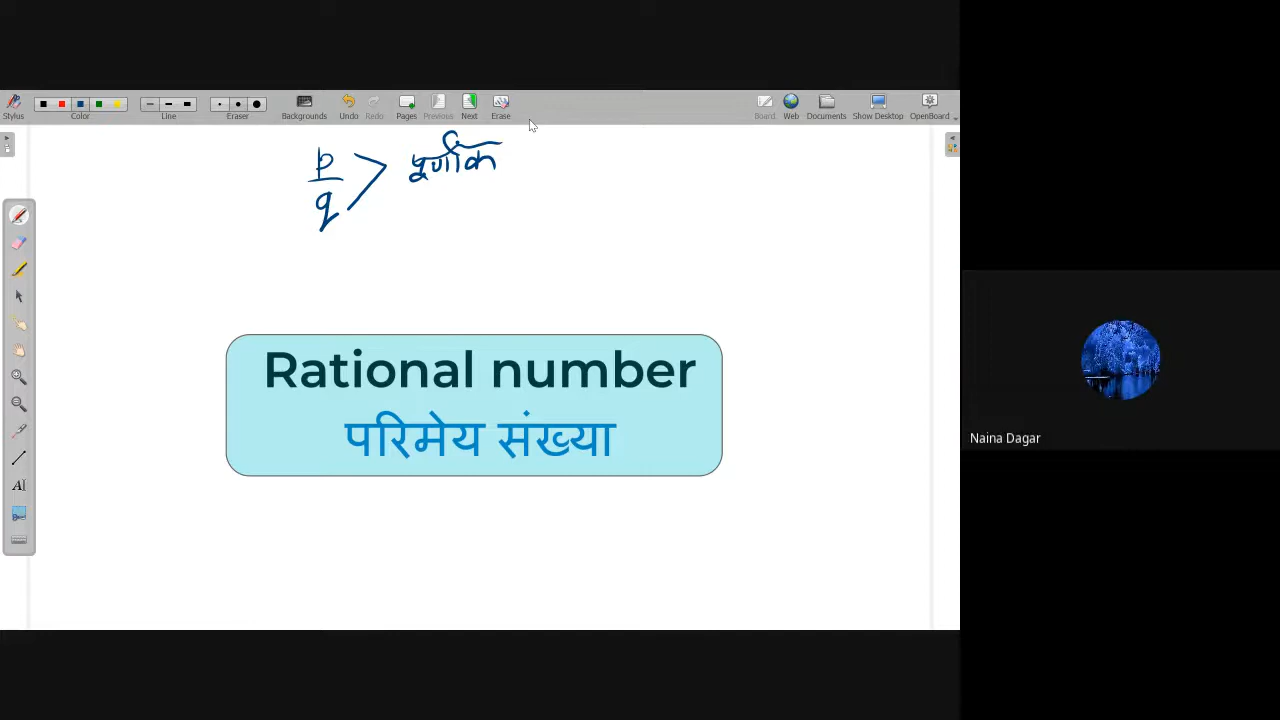 Stylus
Color
Line
Eraser
Backgrounds
Undo
Redo
Pages
Previous
Next
Erase
Board
Web
Documents
Show Desktop
OpenBoard
p
q
पूर्णांक
Rational number
परिमेय संख्या
AI
Naina Dagar